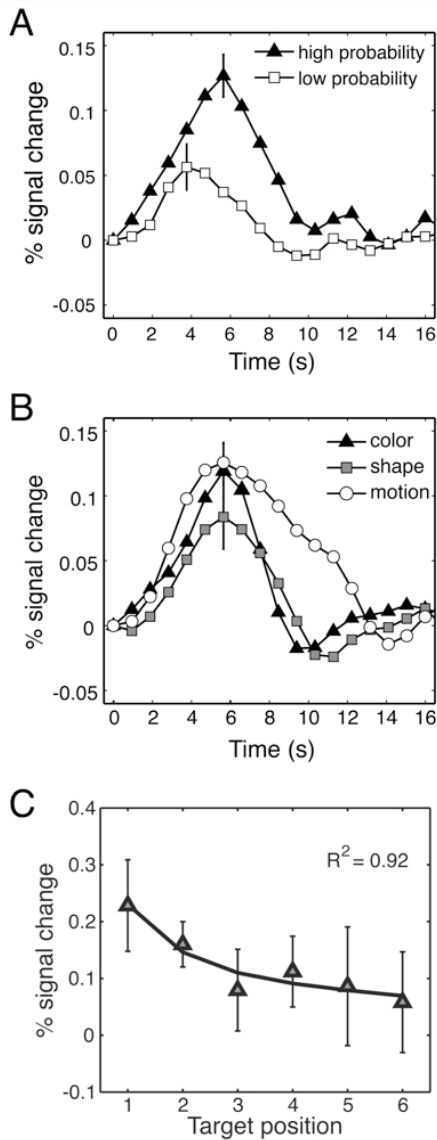 A
0.15
high probability
low probability
0.1
0.05
0
-0.05
% signal change
0 2 4 6 8 10 12 14 16
Time (s)
B
0.15
color
shape
motion
0.1
0.05
0
-0.05
% signal change
0 2 4 6 8 10 12 14 16
Time (s)
C
0.4
R² = 0.92
0.3
0.2
0.1
0
-0.1
% signal change
1 2 3 4 5 6
Target position